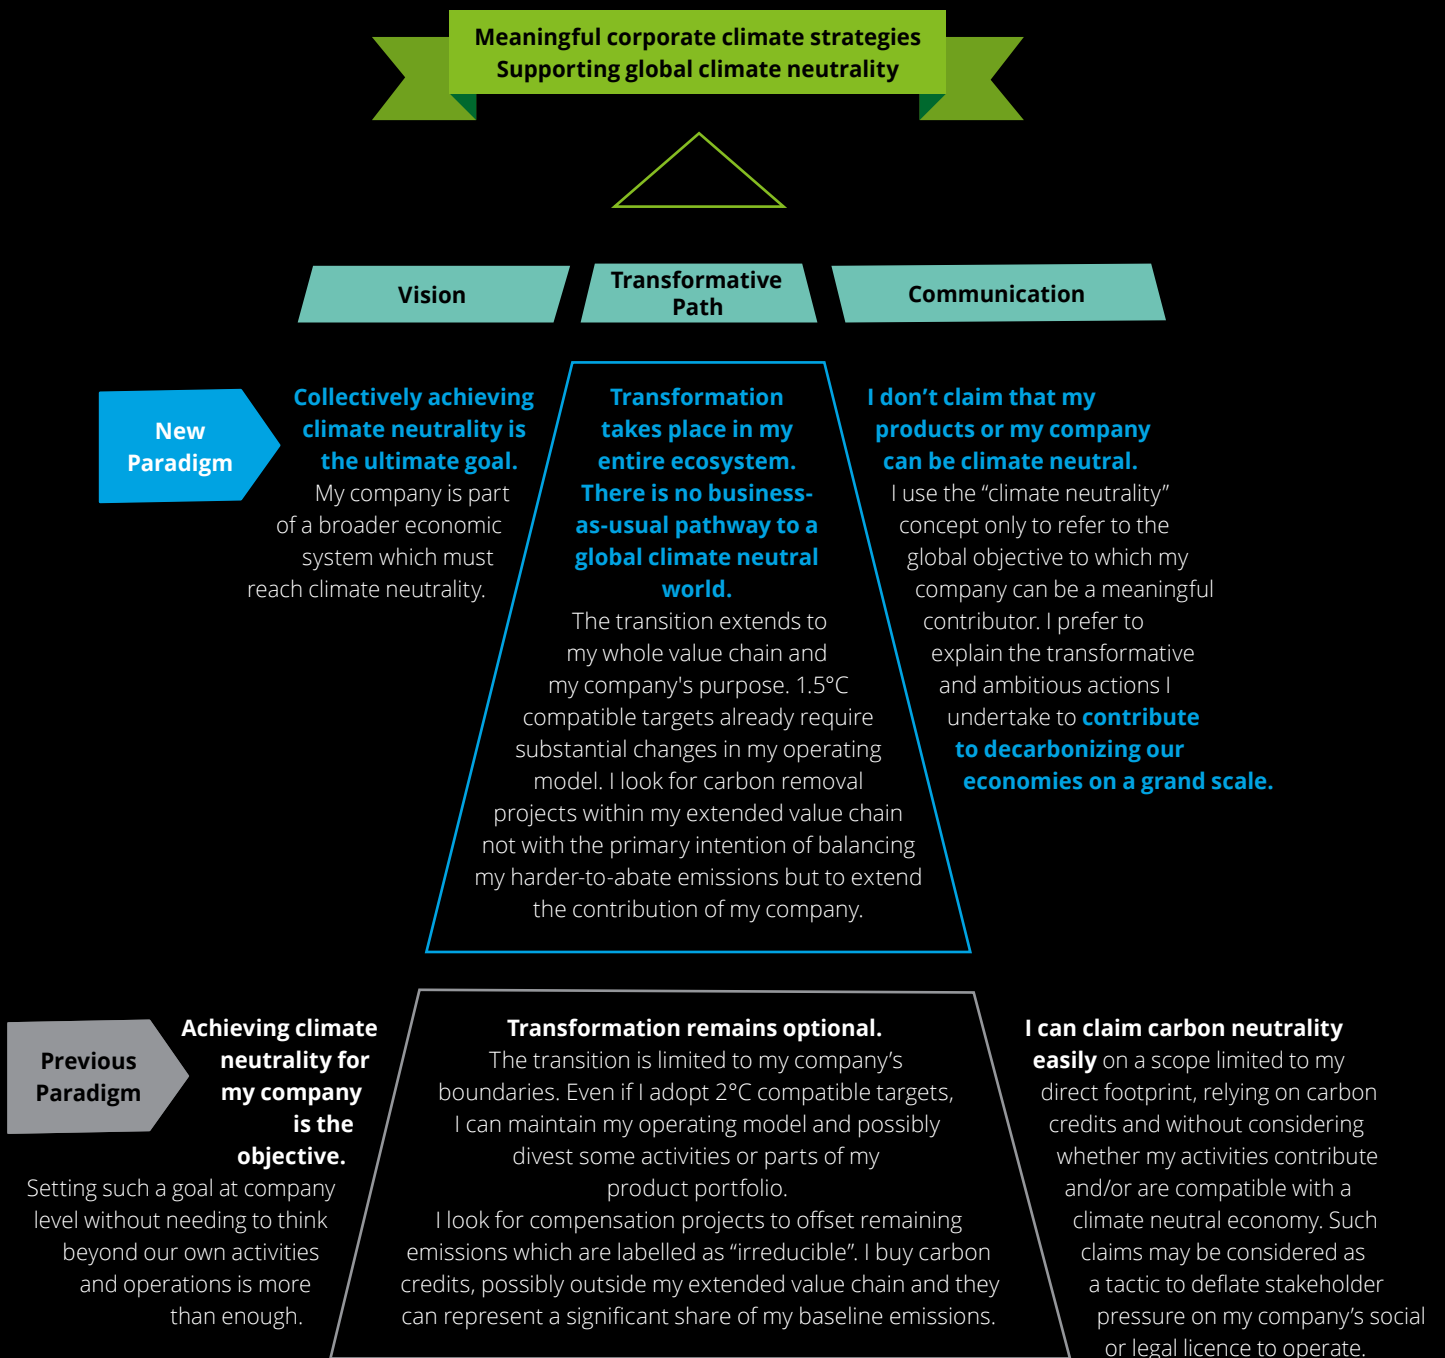 Meaningful corporate climate strategies
Supporting global climate neutrality
Vision
Transformative
Path
Communication
New
Paradigm
Collectively achieving
climate neutrality is
the ultimate goal.
My company is part
of a broader economic
system which must
reach climate neutrality.
Transformation
takes place in my
entire ecosystem.
There is no business-
as-usual pathway to a
global climate neutral
world.
The transition extends to
my whole value chain and
my company's purpose. 1.5°C
compatible targets already require
substantial changes in my operating
model. I look for carbon removal
projects within my extended value chain
not with the primary intention of balancing
my harder-to-abate emissions but to extend
the contribution of my company.
I don’t claim that my
products or my company
can be climate neutral.
I use the “climate neutrality”
concept only to refer to the
global objective to which my
company can be a meaningful
contributor. I prefer to
explain the transformative
and ambitious actions I
undertake to contribute
to decarbonizing our
economies on a grand scale.
Previous
Paradigm
Achieving climate
neutrality for
my company
is the
objective.
Setting such a goal at company
level without needing to think
beyond our own activities
and operations is more
than enough.
Transformation remains optional.
The transition is limited to my company’s
boundaries. Even if I adopt 2°C compatible targets,
I can maintain my operating model and possibly
divest some activities or parts of my
product portfolio.
I look for compensation projects to offset remaining
emissions which are labelled as “irreducible”. I buy carbon
credits, possibly outside my extended value chain and they
can represent a significant share of my baseline emissions.
I can claim carbon neutrality
easily on a scope limited to my
direct footprint, relying on carbon
credits and without considering
whether my activities contribute
and/or are compatible with a
climate neutral economy. Such
claims may be considered as
a tactic to deflate stakeholder
pressure on my company’s social
or legal licence to operate.